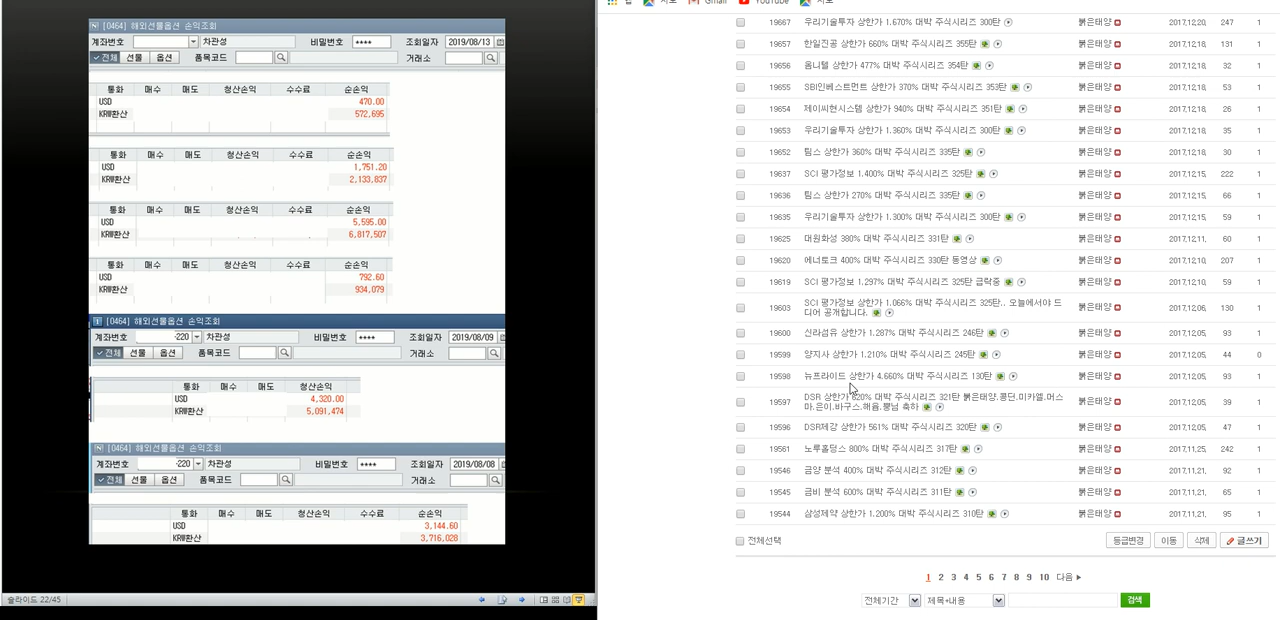 [0464] 해외선물옵션 손익조회
계좌번호 차관성 비밀번호 **** 조회일자 2019/08/13
전체 선물 옵션 품목코드 거래소
통화 매수 매도 청산손익 수수료 순손익
USD 470.00
KRW환산 572,695
통화 매수 매도 청산손익 수수료 순손익
USD 1,751.20
KRW환산 2,133,837
통화 매수 매도 청산손익 수수료 순손익
USD 5,595.00
KRW환산 6,817,507
통화 매수 매도 청산손익 수수료 순손익
USD 792.60
KRW환산 934,079
[0464] 해외선물옵션 손익조회
계좌번호 -220 차관성 비밀번호 **** 조회일자 2019/08/09
전체 선물 옵션 품목코드 거래소
통화 매수 매도 청산손익
USD 4,320.00
KRW환산 5,091,474
[0464] 해외선물옵션 손익조회
계좌번호 -220 차관성 비밀번호 **** 조회일자 2019/08/08
전체 선물 옵션 품목코드 거래소
통화 매수 매도 청산손익 수수료 순손익
USD 3,144.60
KRW환산 3,716,028
슬라이드 22/45
Gmail YouTube 지도
19667 우리기술투자 상한가 1.670% 대박 주식시리즈 300탄 붉은태양 2017.12.20. 247 1
19657 한일진공 상한가 660% 대박 주식시리즈 355탄 붉은태양 2017.12.18. 131 1
19656 옴니텔 상한가 477% 대박 주식시리즈 354탄 붉은태양 2017.12.18. 32 1
19655 SBI인베스트먼트 상한가 370% 대박 주식시리즈 353탄 붉은태양 2017.12.18. 53 1
19654 제이씨현시스템 상한가 940% 대박 주식시리즈 351탄 붉은태양 2017.12.18. 26 1
19653 우리기술투자 상한가 1.360% 대박 주식시리즈 300탄 붉은태양 2017.12.18. 35 1
19652 팀스 상한가 360% 대박 주식시리즈 335탄 붉은태양 2017.12.18. 30 1
19637 SCI 평가정보 1.400% 대박 주식시리즈 325탄 붉은태양 2017.12.15. 222 1
19636 팀스 상한가 270% 대박 주식시리즈 335탄 붉은태양 2017.12.15. 66 1
19635 우리기술투자 상한가 1.300% 대박 주식시리즈 300탄 붉은태양 2017.12.15. 59 1
19625 대원화성 380% 대박 주식시리즈 331탄 붉은태양 2017.12.11. 60 1
19620 에너토크 400% 대박 주식시리즈 330탄 동영상 붉은태양 2017.12.10. 207 1
19619 SCI 평가정보 1.297% 대박 주식시리즈 325탄 급락중 붉은태양 2017.12.10. 59 1
19603 SCI 평가정보 상한가 1.066% 대박 주식시리즈 325탄.. 오늘에서야 드 붉은태양 2017.12.06. 130 1
디어 공개합니다.
19600 신라섬유 상한가 1.287% 대박 주식시리즈 246탄 붉은태양 2017.12.05. 93 1
19599 양지사 상한가 1.210% 대박 주식시리즈 245탄 붉은태양 2017.12.05. 44 0
19598 뉴프라이드 상한가 4.660% 대박 주식시리즈 130탄 붉은태양 2017.12.05. 93 1
19597 DSR 상한가 620% 대박 주식시리즈 321탄 붉은태양.콩단.미카엘.머스 붉은태양 2017.12.05. 39 1
마.은이.바구스.해윰.뿡님 축하
19596 DSR제강 상한가 561% 대박 주식시리즈 320탄 붉은태양 2017.12.05. 47 1
19561 노루홀딩스 800% 대박 주식시리즈 317탄 붉은태양 2017.11.25. 242 1
19546 금양 분석 400% 대박 주식시리즈 312탄 붉은태양 2017.11.21. 92 1
19545 금비 분석 600% 대박 주식시리즈 311탄 붉은태양 2017.11.21. 65 1
19544 삼성제약 상한가 1.200% 대박 주식시리즈 310탄 붉은태양 2017.11.21. 95 1
전체선택 등급변경 이동 삭제 글쓰기
1 2 3 4 5 6 7 8 9 10 다음
전체기간 제목+내용 검색